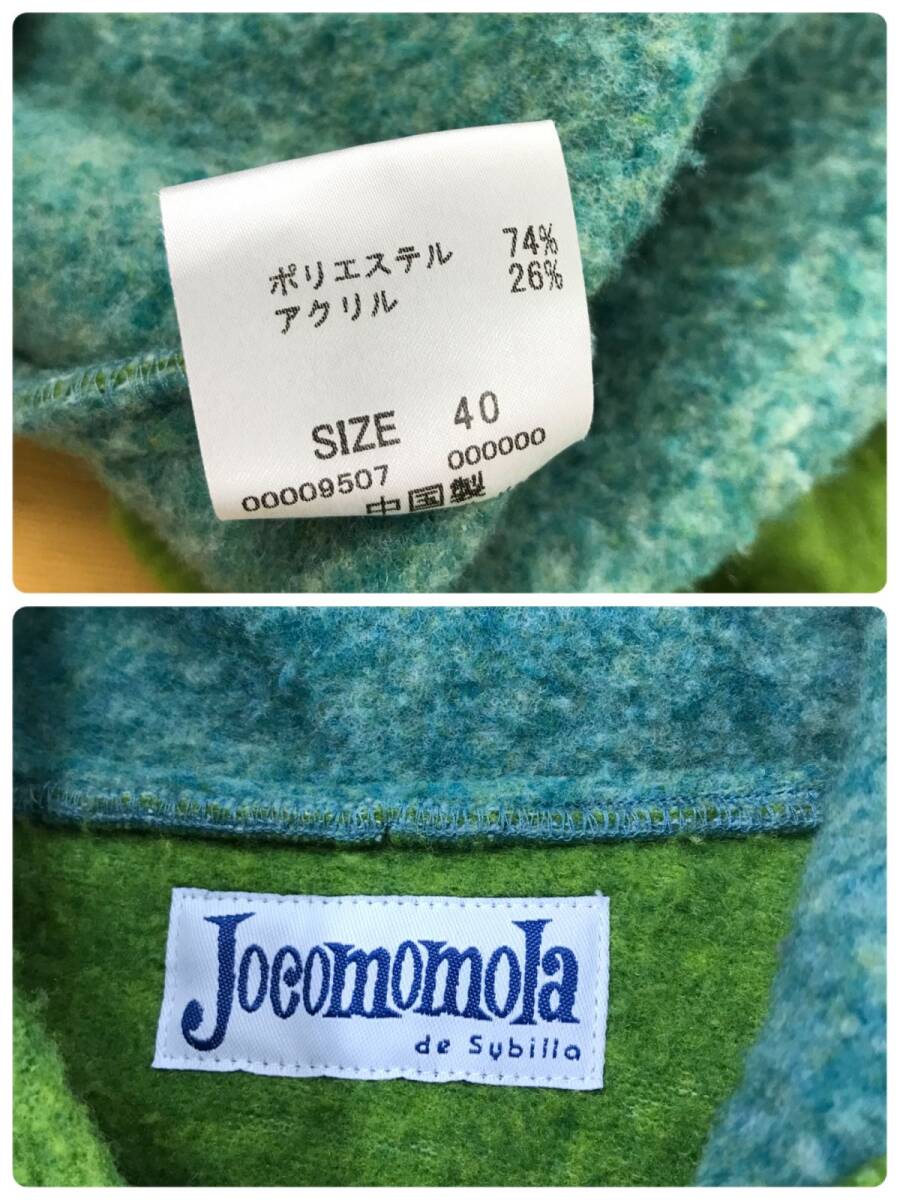 ポリエステル 74%
アクリル 26%
SIZE 40
00009507 000000
中国製
Jocomomola
de Sybilla